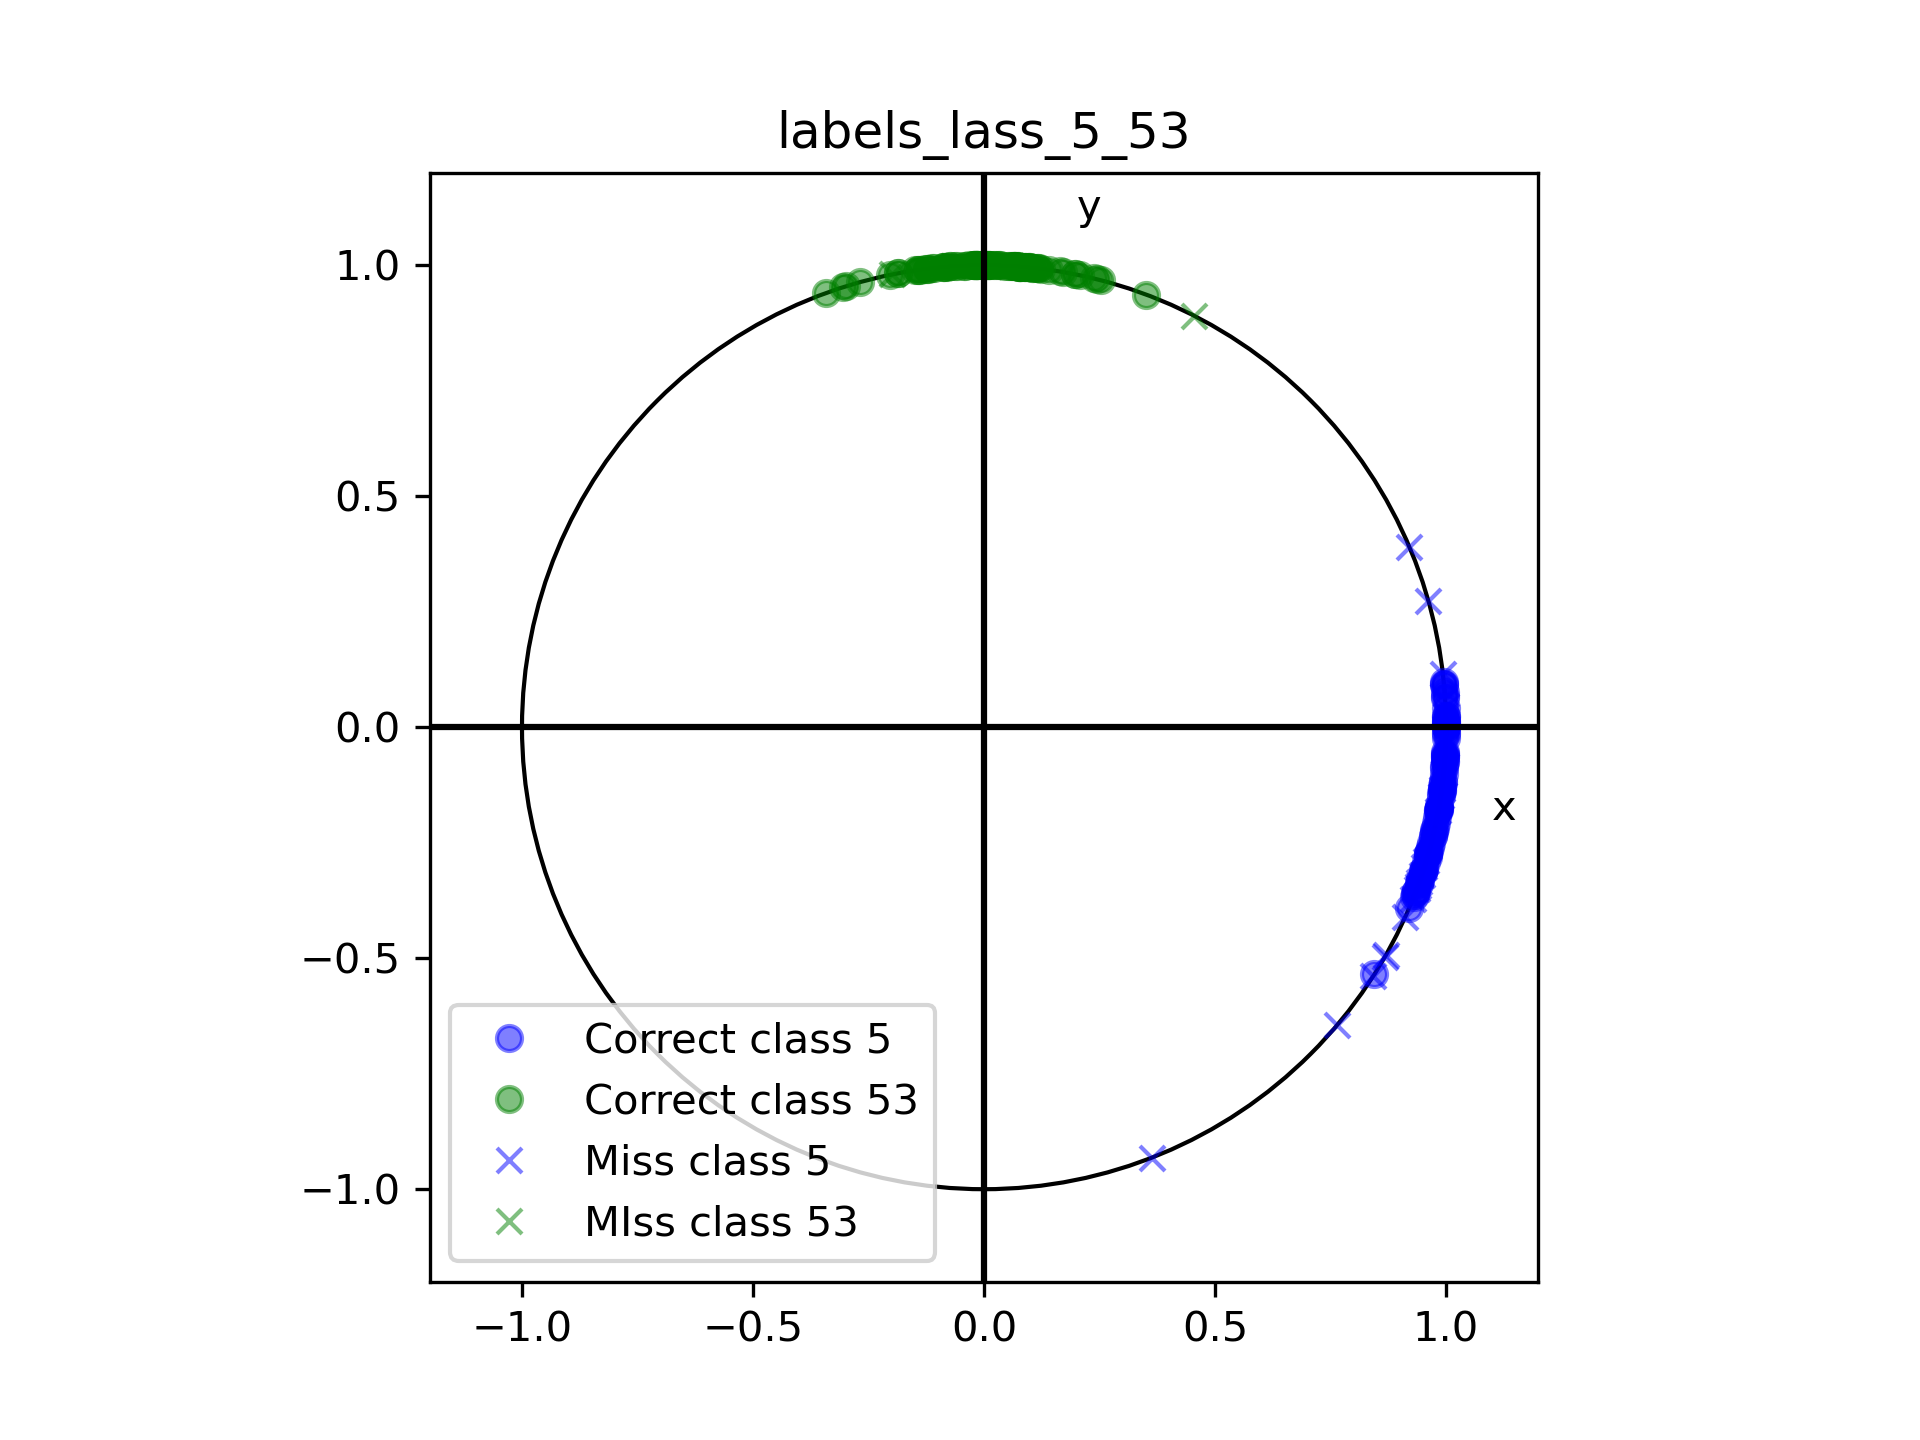 labels_lass_5_53
y
1.0
0.5
0.0
−0.5
−1.0
x
Correct class 5
Correct class 53
Miss class 5
MIss class 53
−1.0 −0.5 0.0 0.5 1.0